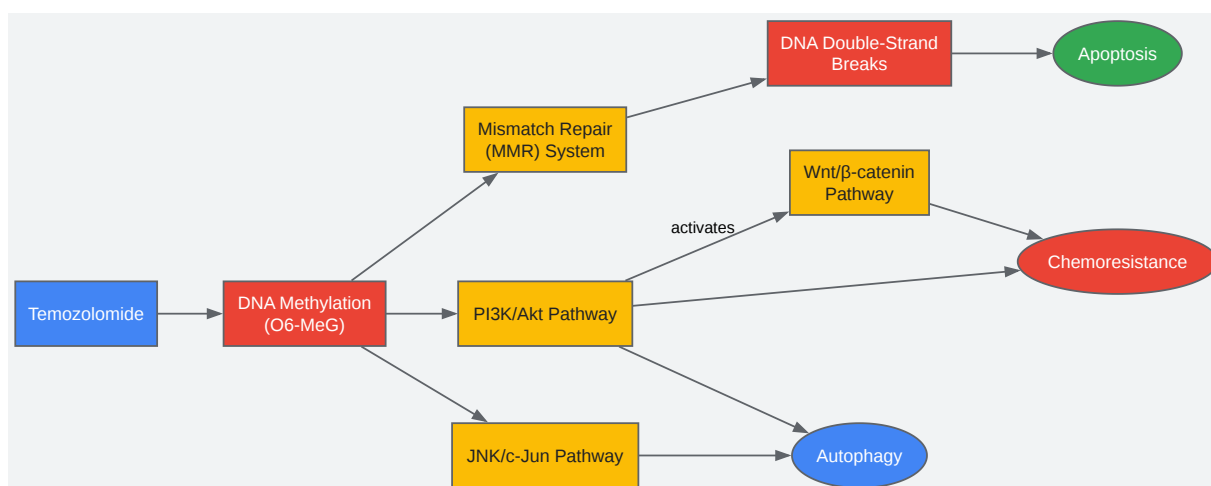 DNA Double-Strand
Breaks
Apoptosis
Mismatch Repair
(MMR) System
Wnt/β-catenin
Pathway
activates
Chemoresistance
Temozolomide
DNA Methylation
(O6-MeG)
PI3K/Akt Pathway
JNK/c-Jun Pathway
Autophagy